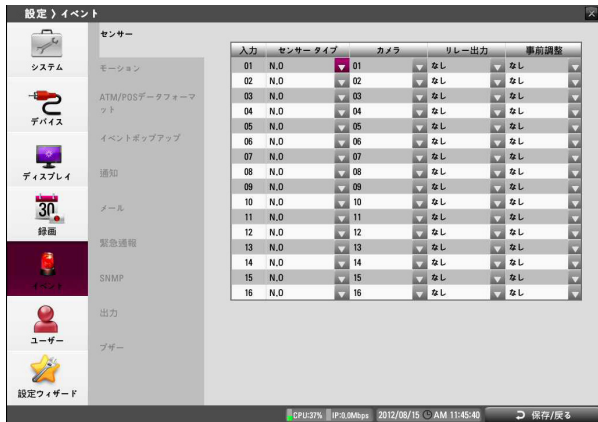 設定 〉イベント
システム
デバイス
ディスプレイ
録画
イベント
ユーザー
設定ウィザード
センサー
モーション
ATM/POSデータフォーマ
ット
イベントポップアップ
通知
メール
緊急通報
SNMP
出力
ブザー
入力 センサー タイプ カメラ リレー出力 事前調整
01 N.O 01 なし なし
02 N.O 02 なし なし
03 N.O 03 なし なし
04 N.O 04 なし なし
05 N.O 05 なし なし
06 N.O 06 なし なし
07 N.O 07 なし なし
08 N.O 08 なし なし
09 N.O 09 なし なし
10 N.O 10 なし なし
11 N.O 11 なし なし
12 N.O 12 なし なし
13 N.O 13 なし なし
14 N.O 14 なし なし
15 N.O 15 なし なし
16 N.O 16 なし なし
CPU:37% IP:0.0Mbps 2012/08/15 AM 11:45:40 保存/戻る